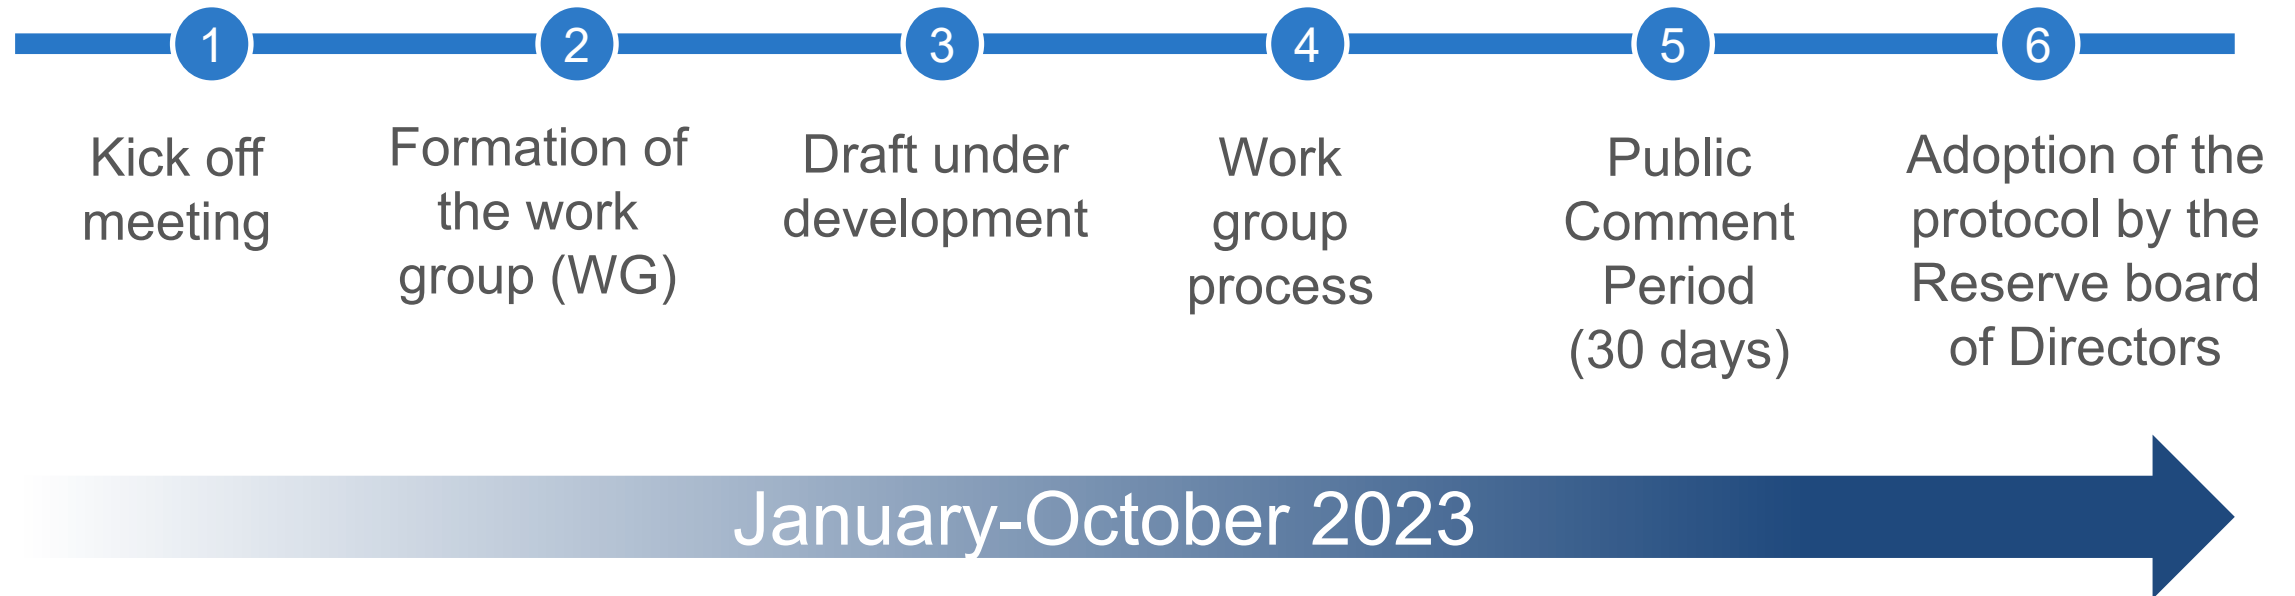 1
2
3
4
5
6
Kick off
meeting
Formation of
the work
group (WG)
Draft under
development
Work
group
process
Public
Comment
Period
(30 days)
Adoption of the
protocol by the
Reserve board
of Directors
January-October 2023